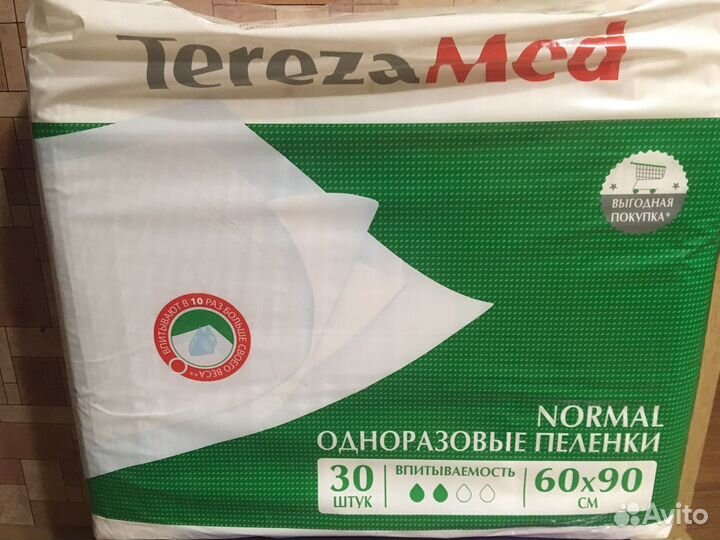 TerezaMed
ВЫГОДНАЯ
ПОКУПКА*
ВПИТЫВАЮТ В 10 РАЗ БОЛЬШЕ СВОЕГО ВЕСА**
NORMAL
ОДНОРАЗОВЫЕ ПЕЛЕНКИ
30
ШТУК
ВПИТЫВАЕМОСТЬ
60x90
СМ
Avito